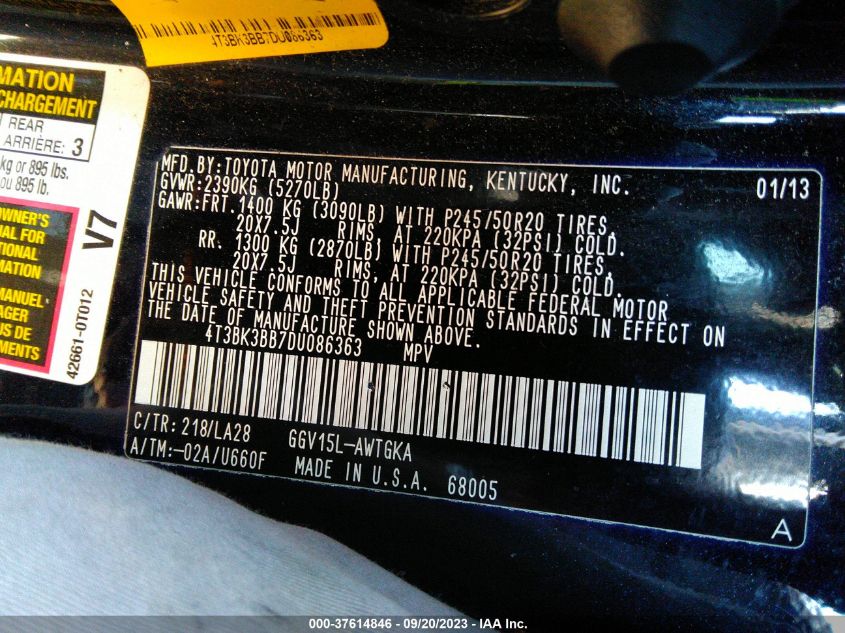 4T3BK3BB7DU086363
MATION
CHARGEMENT
REAR
ARRIÈRE: 3
kg or 895 lbs.
ou 895 lb.
OWNER'S
AL FOR
TIONAL
MATION
MANUEL
AGER
US DE
EMENTS
V7
42661-0T012
MFD. BY: TOYOTA MOTOR MANUFACTURING, KENTUCKY, INC. 01/13
GVWR: 2390KG (5270LB)
GAWR: FRT. 1400 KG (3090LB) WITH P245/50R20 TIRES,
20X7.5J RIMS, AT 220KPA (32PSI) COLD.
RR. 1300 KG (2870LB) WITH P245/50R20 TIRES,
20X7.5J RIMS, AT 220KPA (32PSI) COLD.
THIS VEHICLE CONFORMS TO ALL APPLICABLE FEDERAL MOTOR
VEHICLE SAFETY AND THEFT PREVENTION STANDARDS IN EFFECT ON
THE DATE OF MANUFACTURE SHOWN ABOVE.
4T3BK3BB7DU086363 MPV
C/TR: 218/LA28 GGV15L-AWTGKA
A/TM: -02A/U660F MADE IN U.S.A. 68005
A
000-37614846 - 09/20/2023 - IAA Inc.